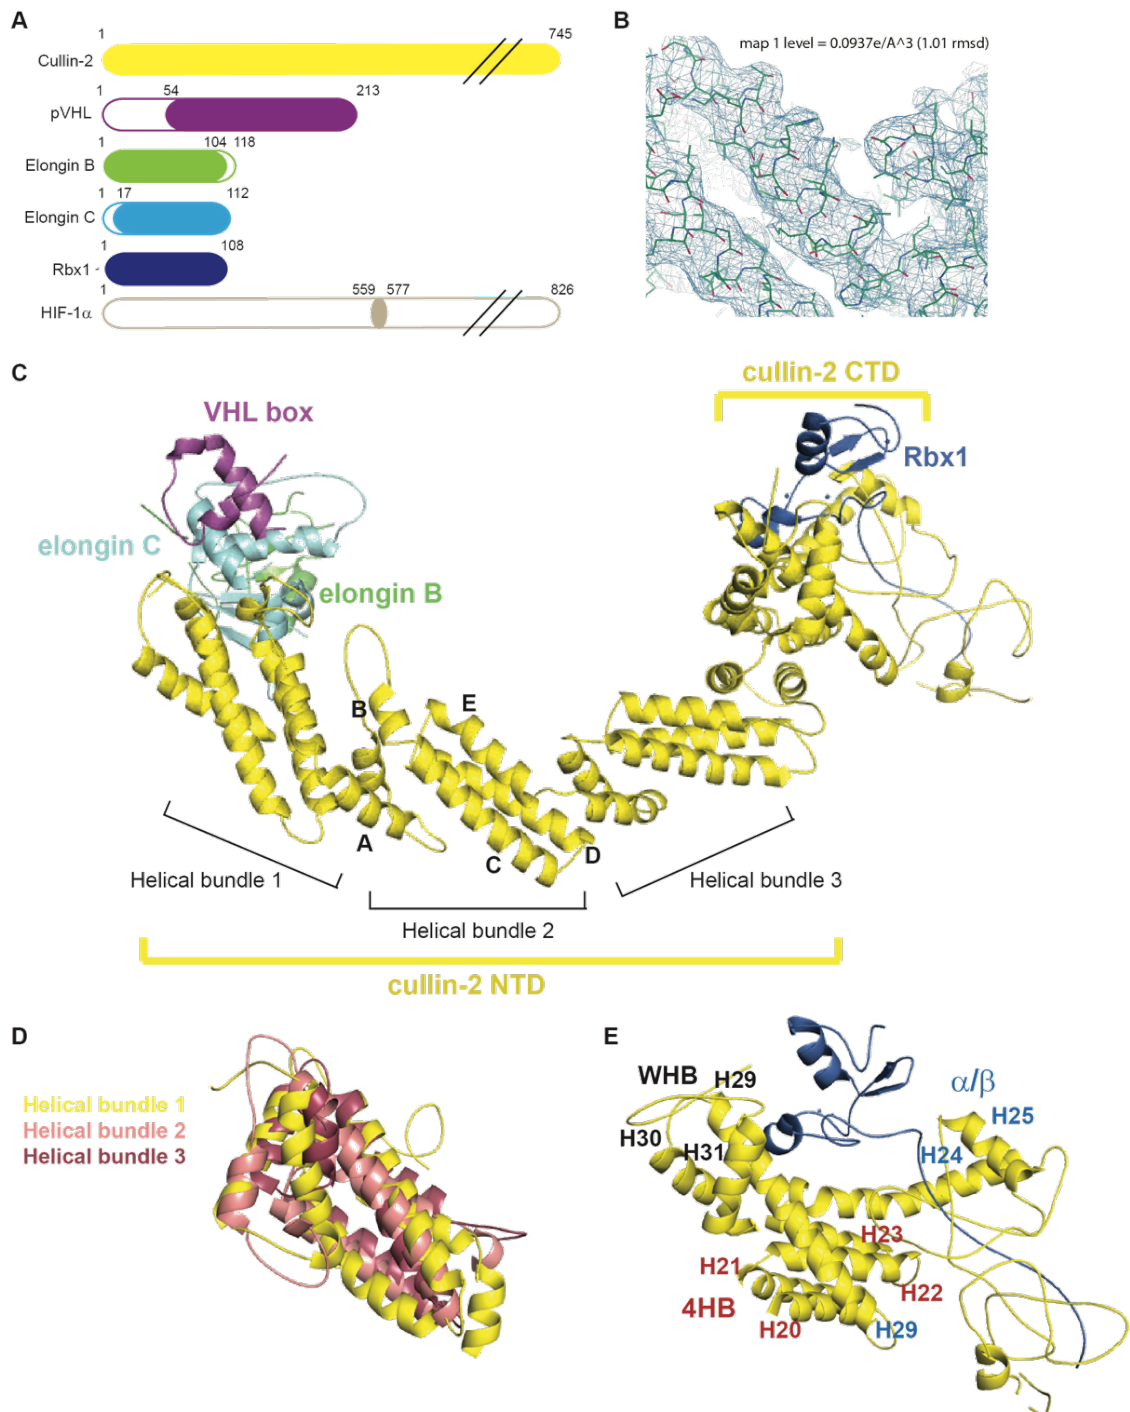 A
1
745
Cullin-2
1
54
213
pVHL
1
104
118
Elongin B
1
17
112
Elongin C
1
108
Rbx1
1
559
577
826
HIF-1α
B
map 1 level = 0.0937e/A^3 (1.01 rmsd)
C
cullin-2 CTD
VHL box
Rbx1
elongin C
elongin B
B
E
A
C
D
Helical bundle 1
Helical bundle 3
Helical bundle 2
cullin-2 NTD
D
Helical bundle 1
Helical bundle 2
Helical bundle 3
E
WHB
H29
α/β
H25
H30
H31
H24
H23
H21
H22
4HB
H20
H29